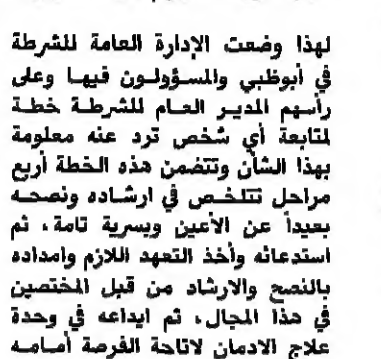 لهذا وضعت الإدارة العامة للشرطة
في أبوظبي والمسؤولون فيها وعلى
رأسهم المدير العام للشرطة خطة
لمتابعة أي شخص ترد عنه معلومة
بهذا الشأن وتتضمن هذه الخطة أربع
مراحل تتلخص في ارشاده ونصحه
بعيداً عن الأعين وبسرية تامة، ثم
استدعائه وأخذ التعهد اللازم وامداده
بالنصح والارشاد من قبل المختصين
في هذا المجال، ثم ايداعه في وحدة
علاج الادمان لاتاحة الفرصة أمامه